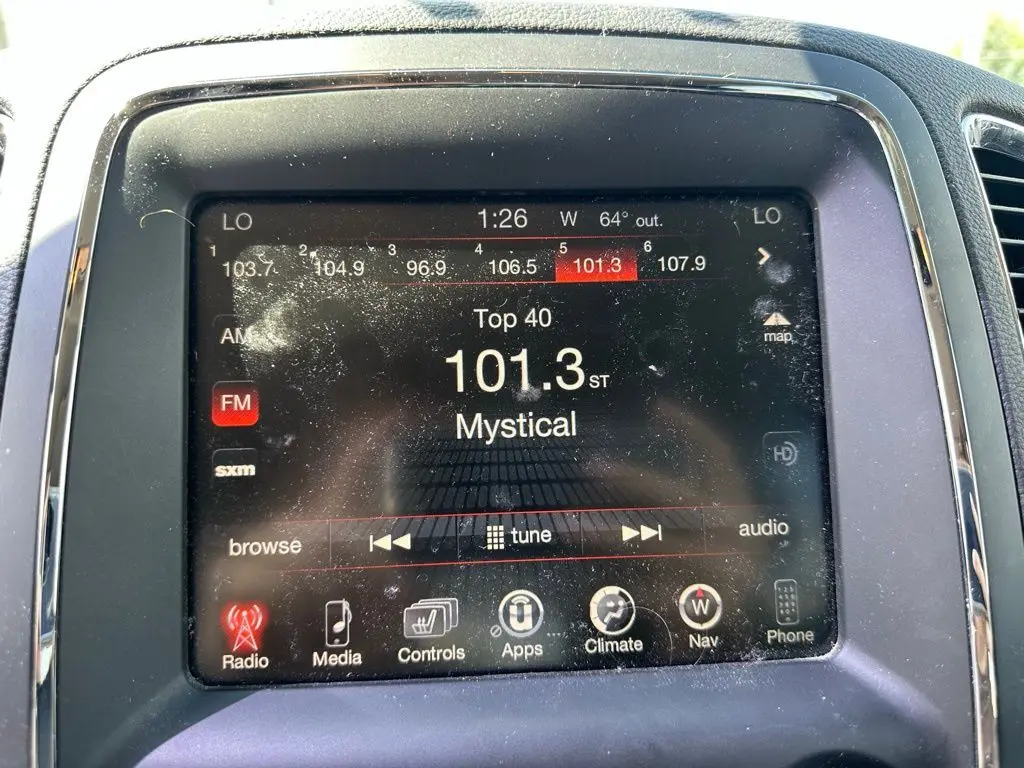 LO 1:26 W 64° out. LO
1 103.7 2 104.9 3 96.9 4 106.5 5 101.3 6 107.9
Top 40
AM
map
101.3 ST
FM
Mystical
HD
sxm
browse tune audio
Radio Media Controls Apps Climate W Nav Phone